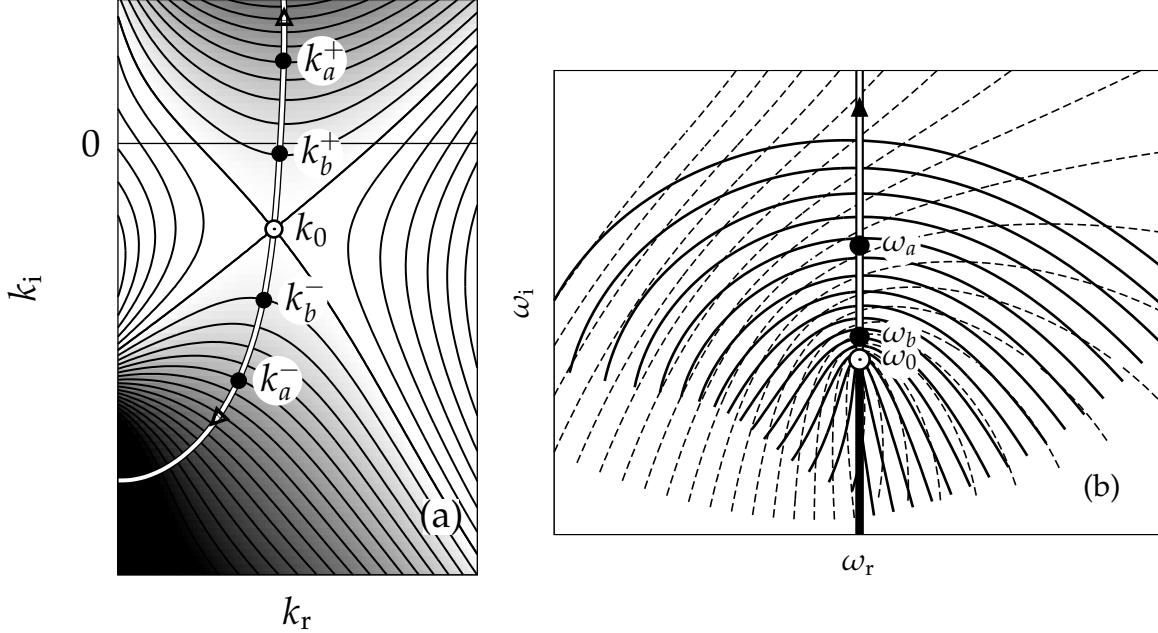 0
k_a^+
k_b^+
k_0
k_b^-
k_a^-
k_i
(a)
k_r
ω_i
ω_a
ω_b
ω_0
(b)
ω_r